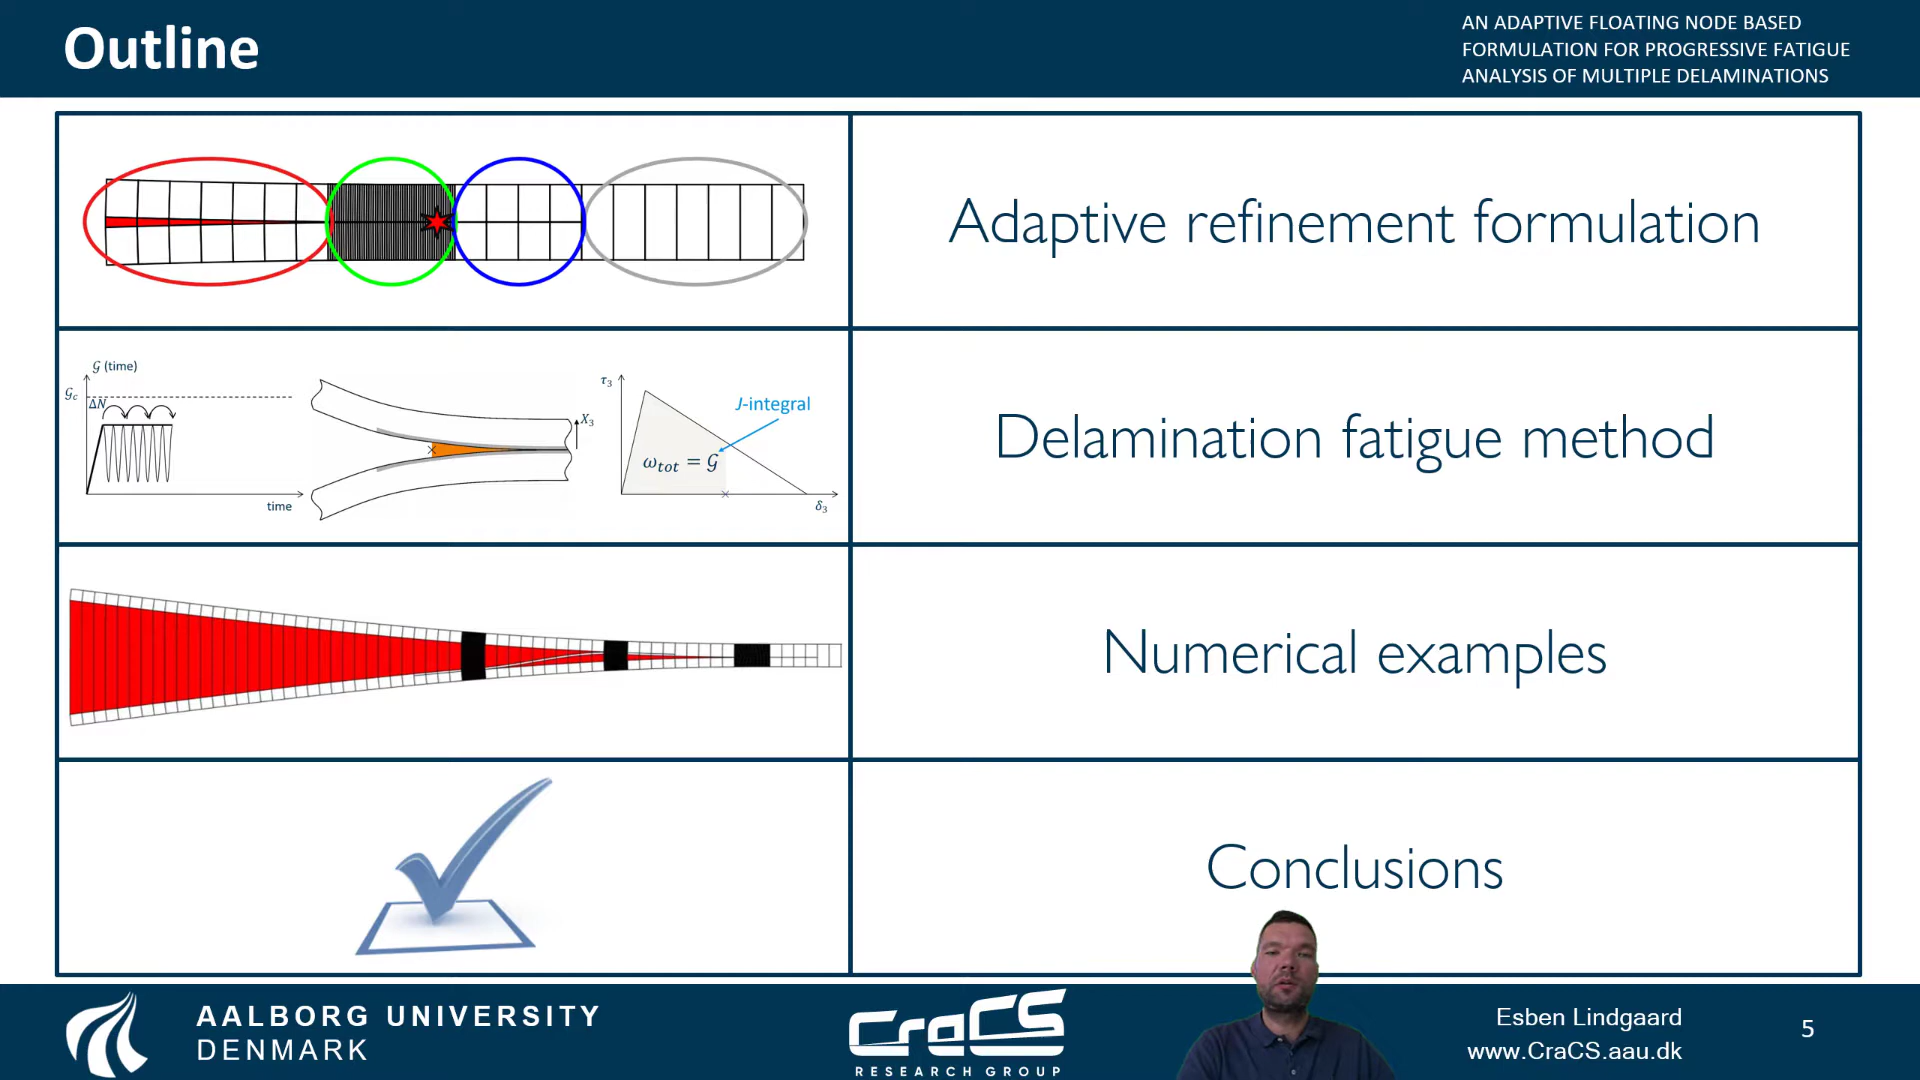 Outline
AN ADAPTIVE FLOATING NODE BASED
FORMULATION FOR PROGRESSIVE FATIGUE
ANALYSIS OF MULTIPLE DELAMINATIONS
Adaptive refinement formulation
𝒢 (time)
𝒢c
ΔN
time
X3
τ3
J-integral
ωtot = 𝒢
δ3
Delamination fatigue method
Numerical examples
Conclusions
AALBORG UNIVERSITY
DENMARK
CraCS
RESEARCH GROUP
Esben Lindgaard
www.CraCS.aau.dk
5